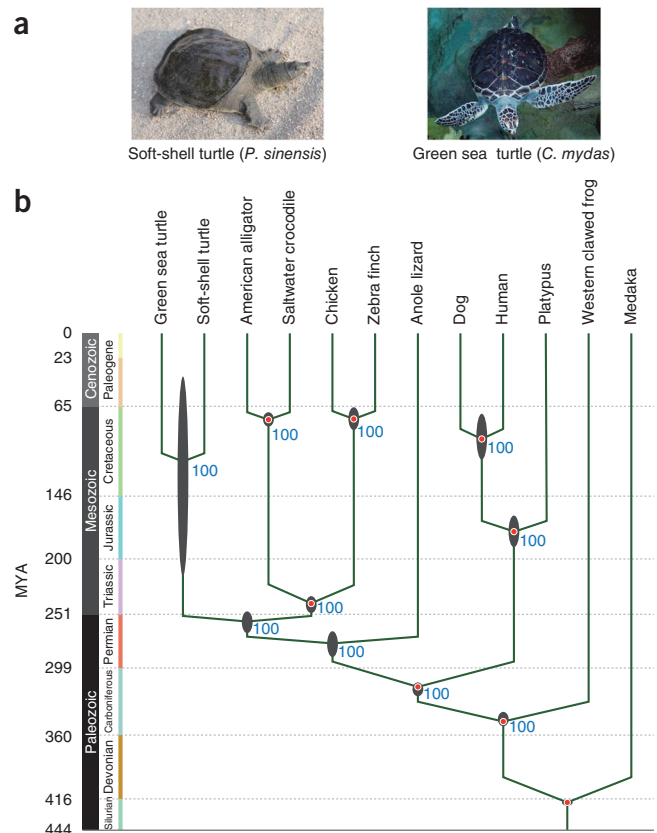 a
Soft-shell turtle (P. sinensis)
Green sea turtle (C. mydas)
b
Green sea turtle
Soft-shell turtle
American alligator
Saltwater crocodile
Chicken
Zebra finch
Anole lizard
Dog
Human
Platypus
Western clawed frog
Medaka
MYA
0
23
65
146
200
251
299
360
416
444
Cenozoic
Mesozoic
Paleozoic
Paleogene
Cretaceous
Jurassic
Triassic
Permian
Carboniferous
Devonian
Silurian
100
100
100
100
100
100
100
100
100
100